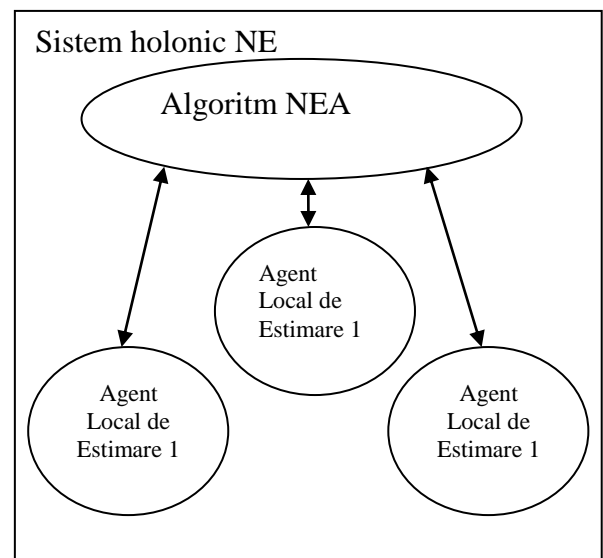 Sistem holonic NE
Algoritm NEA
Agent
Local de
Estimare 1
Agent
Local de
Estimare 1
Agent
Local de
Estimare 1